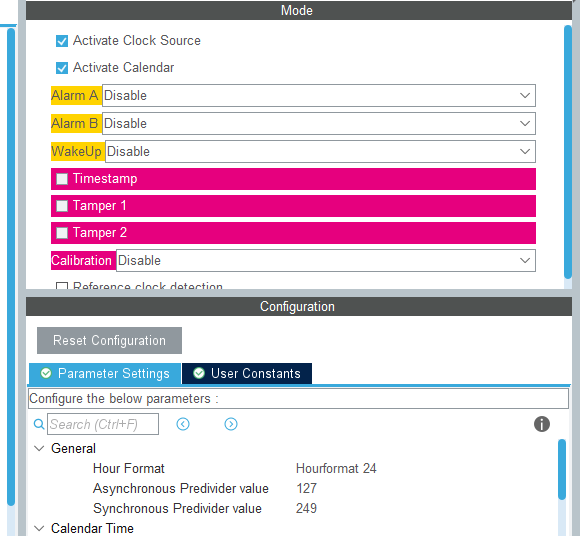 Mode
Activate Clock Source
Activate Calendar
Alarm A Disable
Alarm B Disable
WakeUp Disable
Timestamp
Tamper 1
Tamper 2
Calibration Disable
Reference clock detection
Configuration
Reset Configuration
Parameter Settings User Constants
Configure the below parameters :
Search (Ctrl+F)
General
Hour Format Hourformat 24
Asynchronous Predivider value 127
Synchronous Predivider value 249
Calendar Time